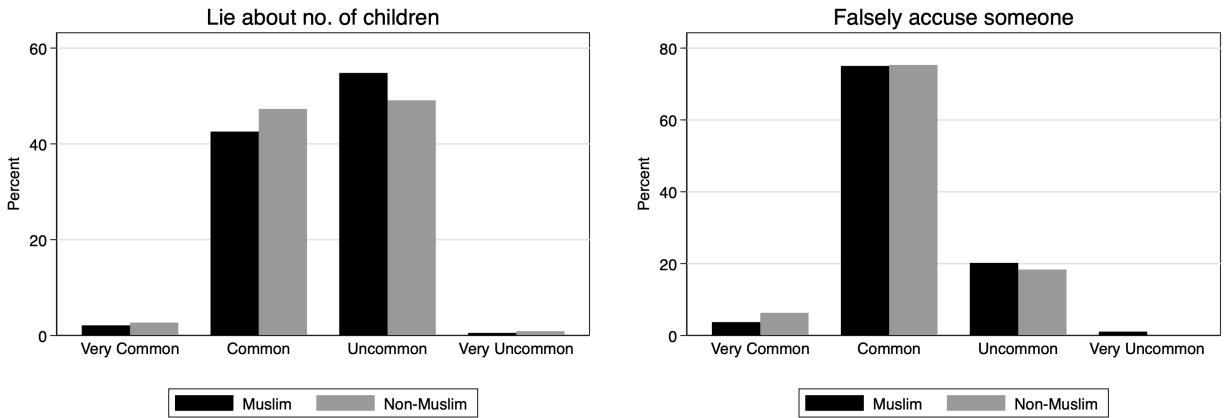 Lie about no. of children
Percent
60
40
20
0
Very Common Common Uncommon Very Uncommon
Muslim Non-Muslim
Falsely accuse someone
Percent
80
60
40
20
0
Very Common Common Uncommon Very Uncommon
Muslim Non-Muslim